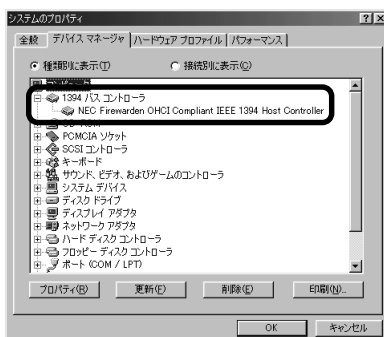 システムのプロパティ
全般 デバイス マネージャ ハードウェア プロファイル パフォーマンス
種類別に表示(T) 接続別に表示(C)
1394 バス コントローラ
NEC Firewarden OHCI Compliant IEEE 1394 Host Controller
CD-ROM
PCMCIA ソケット
SCSI コントローラ
キーボード
サウンド、ビデオ、およびゲームのコントローラ
システム デバイス
ディスク ドライブ
ディスプレイ アダプタ
ネットワーク アダプタ
ハード ディスク コントローラ
フロッピー ディスク コントローラ
ポート (COM / LPT)
プロパティ(R) 更新(F) 削除(E) 印刷(N)...
OK キャンセル